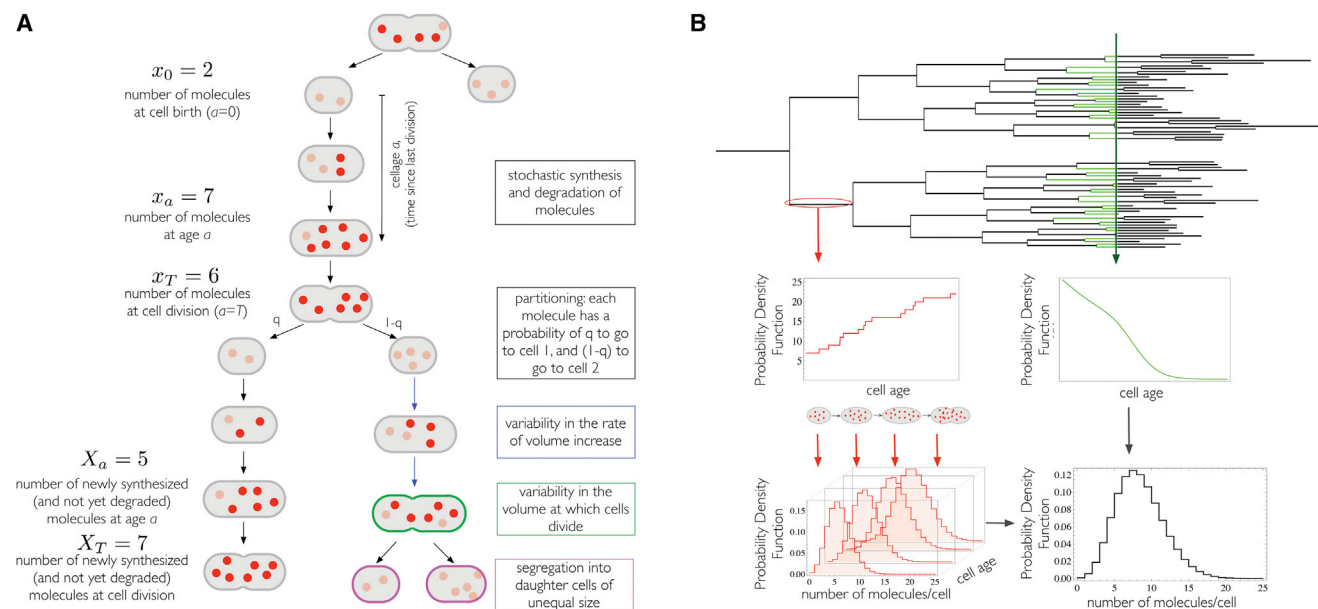 A
x₀ = 2
number of molecules
at cell birth (a=0)
cellage a,
(time since last division)
xₐ = 7
number of molecules
at age a
x_T = 6
number of molecules
at cell division (a=T)
q
1-q
Xₐ = 5
number of newly synthesized
(and not yet degraded)
molecules at age a
X_T = 7
number of newly synthesized
(and not yet degraded)
molecules at cell division
stochastic synthesis
and degradation of
molecules
partitioning: each
molecule has a
probability of q to go
to cell 1, and (1-q) to
go to cell 2
variability in the rate
of volume increase
variability in the
volume at which cells
divide
segregation into
daughter cells of
unequal size
B
Probability Density
Function
25
20
15
10
5
cell age
Probability Density
Function
cell age
Probability Density
Function
0.15
0.10
0.05
0.00
0 5 10 15 20 25
number of molecules/cell
cell age
Probability Density
Function
0.12
0.10
0.08
0.06
0.04
0.02
0.00
0 5 10 15 20 25
number of molecules/cell